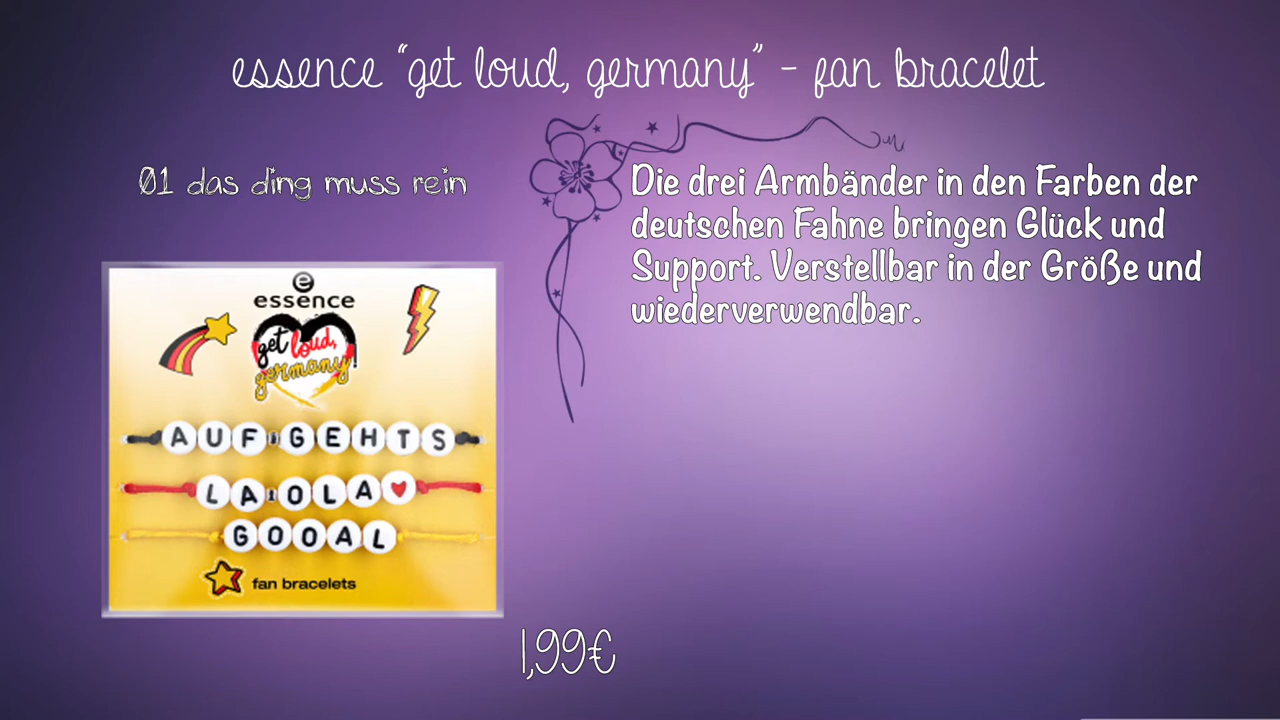 essence “get loud, germany” - fan bracelet
01 das ding muss rein
Die drei Armbänder in den Farben der
deutschen Fahne bringen Glück und
Support. Verstellbar in der Größe und
wiederverwendbar.
essence
get loud,
germany!
AUF GEHTS
LA OLA
GOOAL
fan bracelets
1,99€